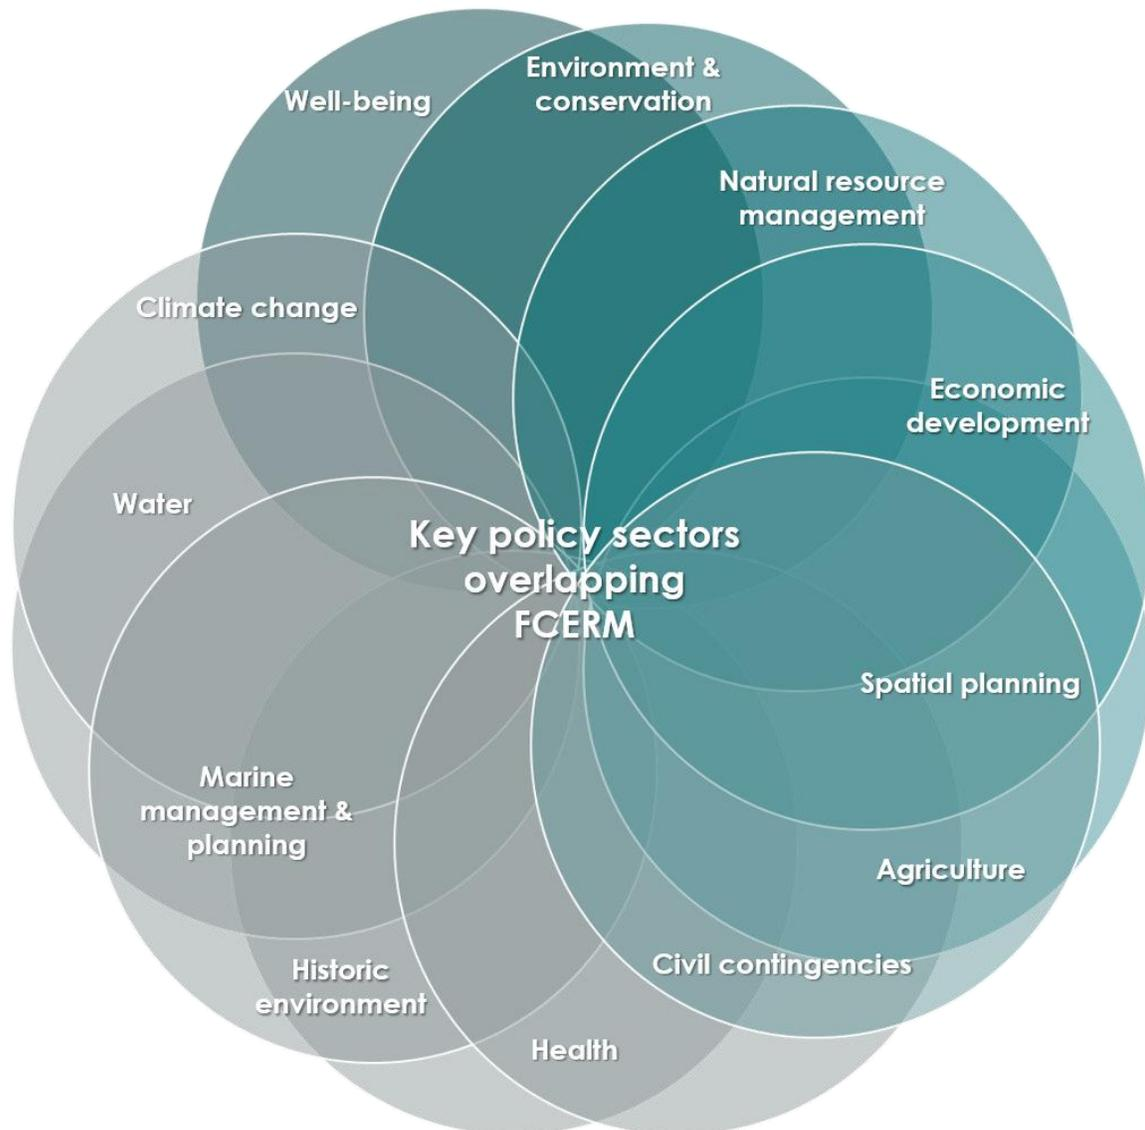 Well-being
Environment &
conservation
Natural resource
management
Climate change
Economic
development
Water
Key policy sectors
overlapping
FCERM
Spatial planning
Marine
management &
planning
Agriculture
Civil contingencies
Historic
environment
Health